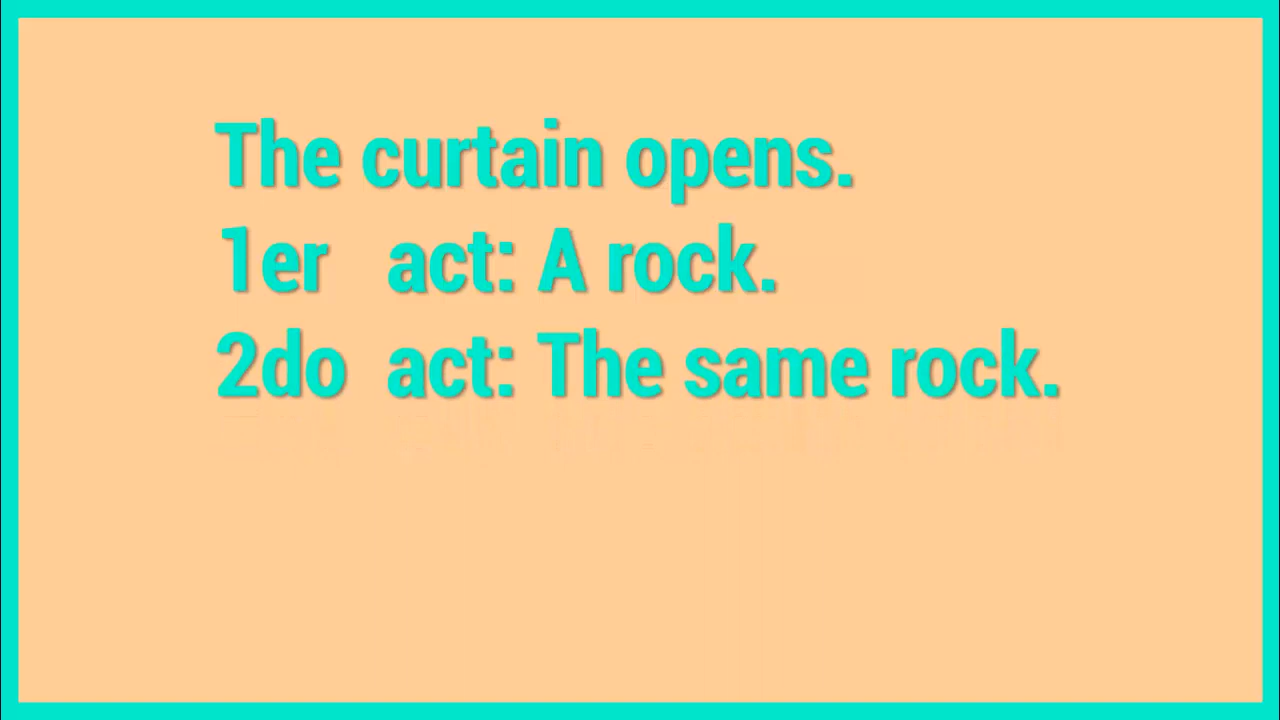 The curtain opens.
1er act: A rock.
2do act: The same rock.